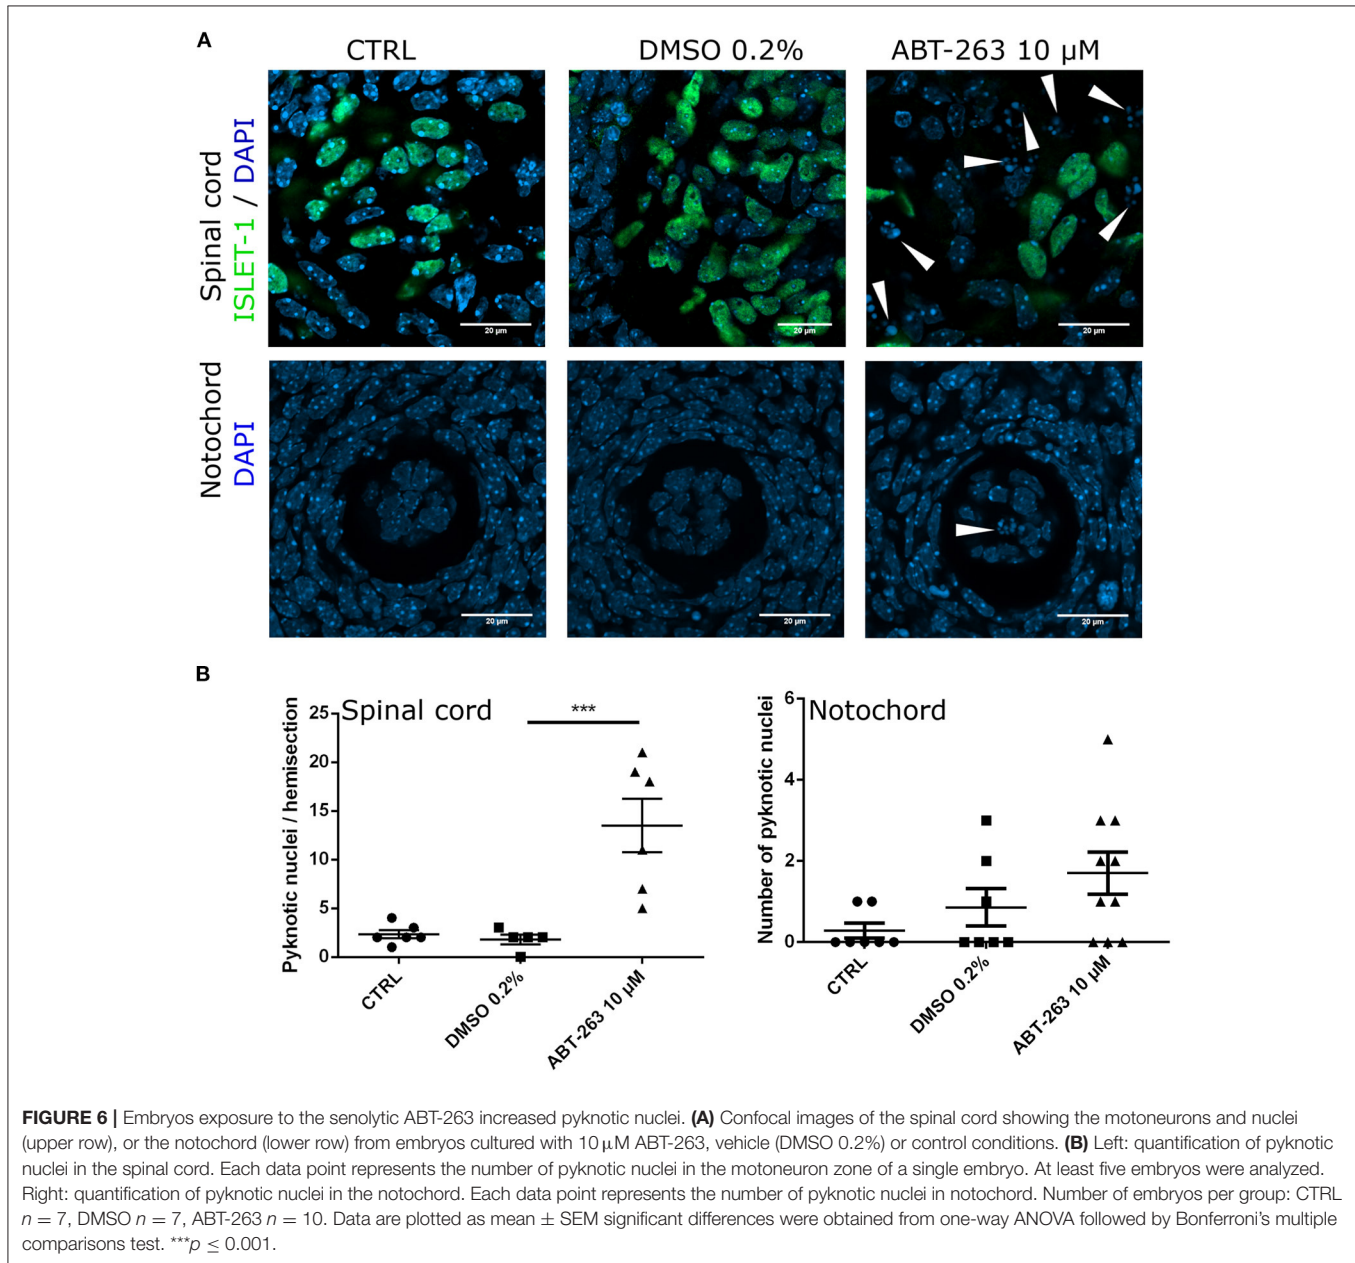 A
CTRL
DMSO 0.2%
ABT-263 10 µM
Spinal cord
ISLET-1 / DAPI
20 µm
20 µm
20 µm
Notochord
DAPI
20 µm
20 µm
20 µm
B
Spinal cord
***
Pyknotic nuclei / hemisection
25
20
15
10
5
0
CTRL
DMSO 0.2%
ABT-263 10 µM
Notochord
Number of pyknotic nuclei
6
4
2
0
CTRL
DMSO 0.2%
ABT-263 10 µM
FIGURE 6 | Embryos exposure to the senolytic ABT-263 increased pyknotic nuclei. (A) Confocal images of the spinal cord showing the motoneurons and nuclei
(upper row), or the notochord (lower row) from embryos cultured with 10 µM ABT-263, vehicle (DMSO 0.2%) or control conditions. (B) Left: quantification of pyknotic
nuclei in the spinal cord. Each data point represents the number of pyknotic nuclei in the motoneuron zone of a single embryo. At least five embryos were analyzed.
Right: quantification of pyknotic nuclei in the notochord. Each data point represents the number of pyknotic nuclei in notochord. Number of embryos per group: CTRL
n = 7, DMSO n = 7, ABT-263 n = 10. Data are plotted as mean ± SEM significant differences were obtained from one-way ANOVA followed by Bonferroni's multiple
comparisons test. ***p ≤ 0.001.